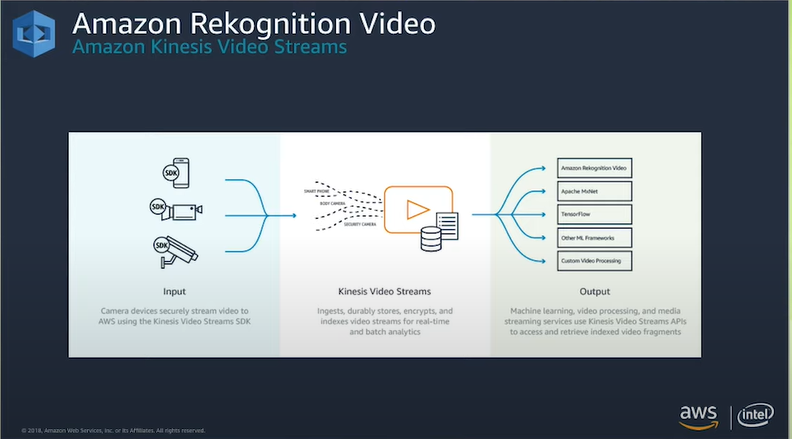 Amazon Rekognition Video
Amazon Kinesis Video Streams
SDK
SDK
SDK
Input
Camera devices securely stream video to
AWS using the Kinesis Video Streams SDK
SMART PHONE
BODY CAMERA
SECURITY CAMERA
Kinesis Video Streams
Ingests, durably stores, encrypts, and
indexes video streams for real-time
and batch analytics
Amazon Rekognition Video
Apache MxNet
TensorFlow
Other ML Frameworks
Custom Video Processing
Output
Machine learning, video processing, and media
streaming services use Kinesis Video Streams APIs
to access and retrieve indexed video fragments
© 2018, Amazon Web Services, Inc. or its Affiliates. All rights reserved.
aws
intel